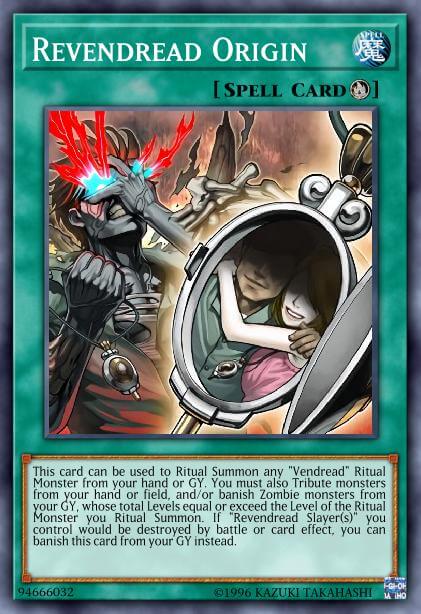 REVENDREAD ORIGIN
SPELL
魔
[SPELL CARD]
This card can be used to Ritual Summon any "Vendread" Ritual
Monster from your hand or GY. You must also Tribute monsters
from your hand or field, and/or banish Zombie monsters from
your GY, whose total Levels equal or exceed the Level of the
Ritual Monster you Ritual Summon. If "Revendread Slayer(s)" you
control would be destroyed by battle or card effect, you can
banish this card from your GY instead.
94666032
©1996 KAZUKI TAKAHASHI